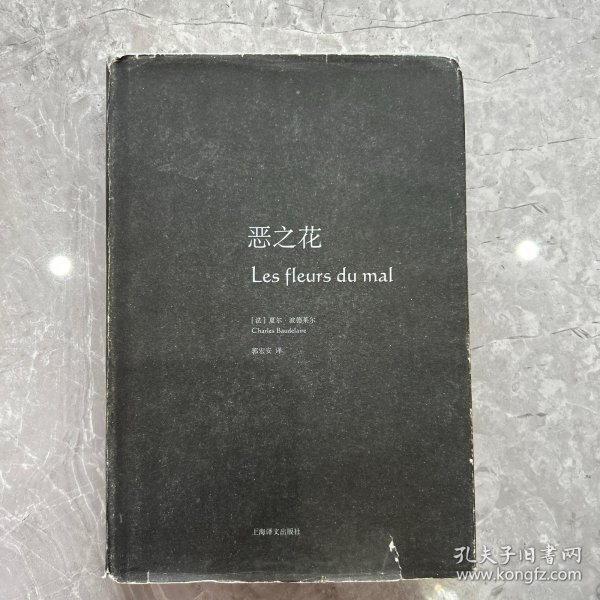 恶之花
Les fleurs du mal
［法］夏尔·波德莱尔
Charles Baudelaire
郭宏安 译
上海译文出版社
孔夫子旧书网
www.kongfz.com